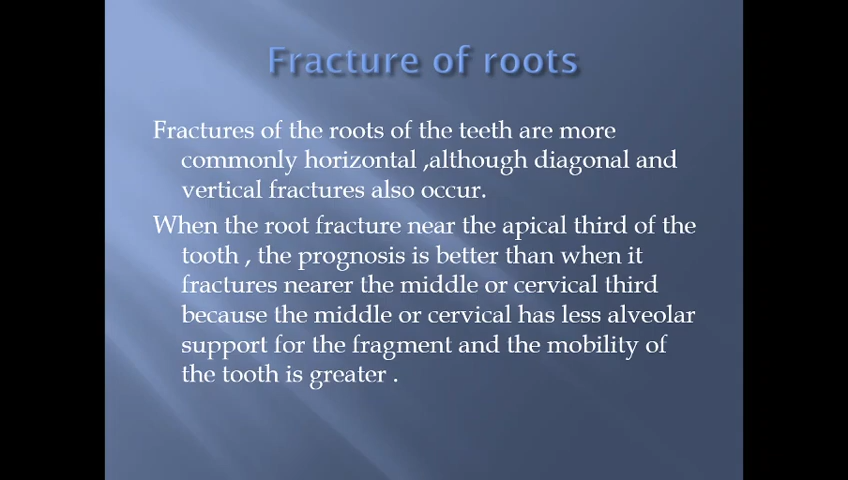 Fracture of roots
Fractures of the roots of the teeth are more
commonly horizontal ,although diagonal and
vertical fractures also occur.
When the root fracture near the apical third of the
tooth , the prognosis is better than when it
fractures nearer the middle or cervical third
because the middle or cervical has less alveolar
support for the fragment and the mobility of
the tooth is greater .